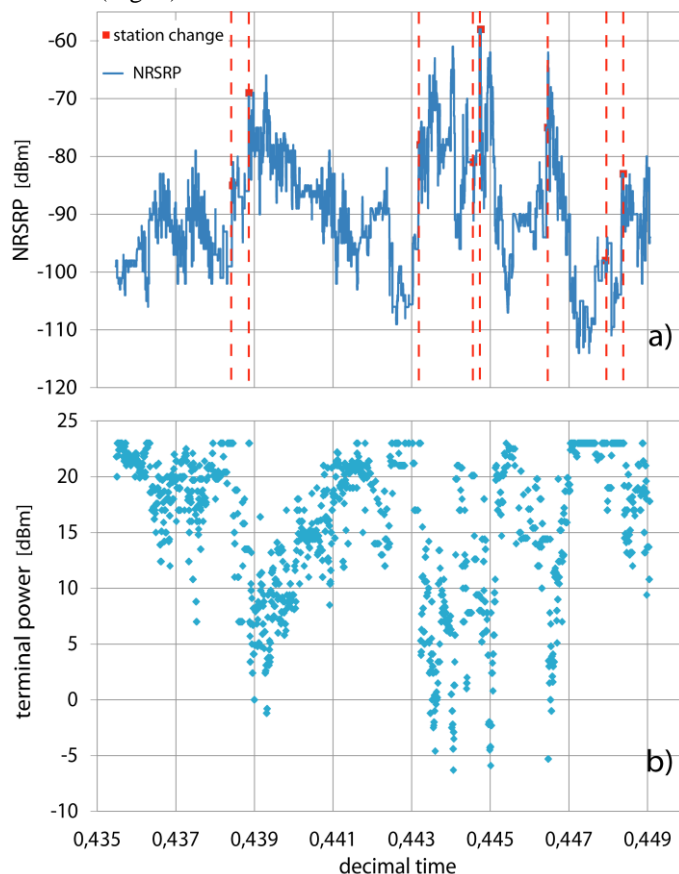 -60
station change
NRSRP
-70
-80
-90
-100
-110
-120
NRSRP [dBm]
a)
25
20
15
10
5
0
-5
-10
terminal power [dBm]
b)
0,435 0,437 0,439 0,441 0,443 0,445 0,447 0,449
decimal time